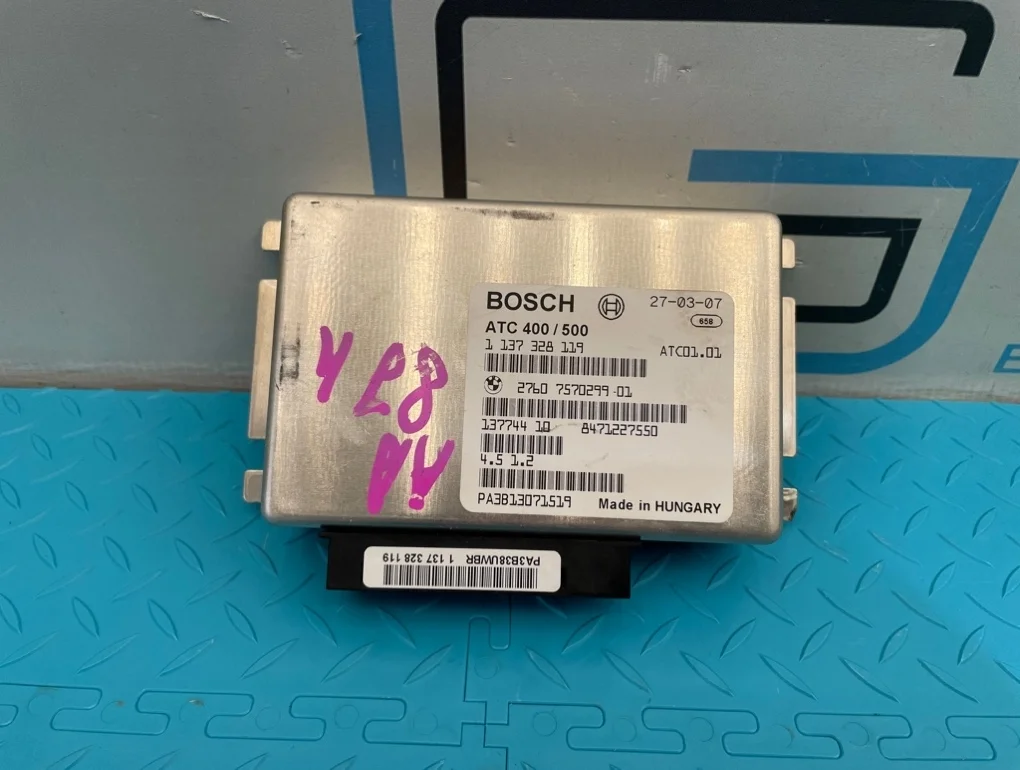 BOSCH 27-03-07
658
ATC 400 / 500
1 137 328 119 ATC01.01
2760 7570299-01
137744 10 8471227550
4.5 1.2
PA3B13071519 Made in HUNGARY
PA3B38UWBR 1 137 328 119